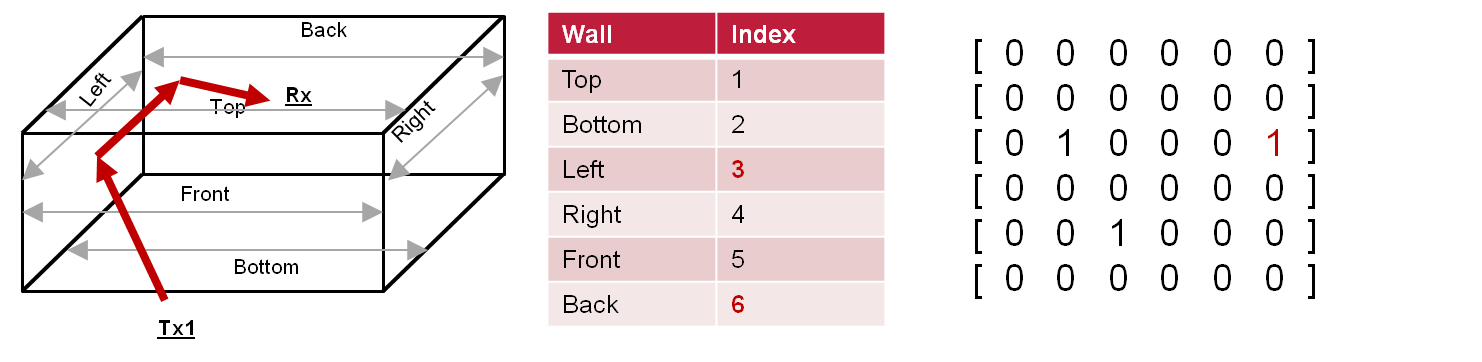 Back
Left
Top
Rx
Right
Front
Bottom
Tx1
Wall Index
Top 1
Bottom 2
Left 3
Right 4
Front 5
Back 6
[ 0 0 0 0 0 0 ]
[ 0 0 0 0 0 0 ]
[ 0 1 0 0 0 1 ]
[ 0 0 0 0 0 0 ]
[ 0 0 1 0 0 0 ]
[ 0 0 0 0 0 0 ]